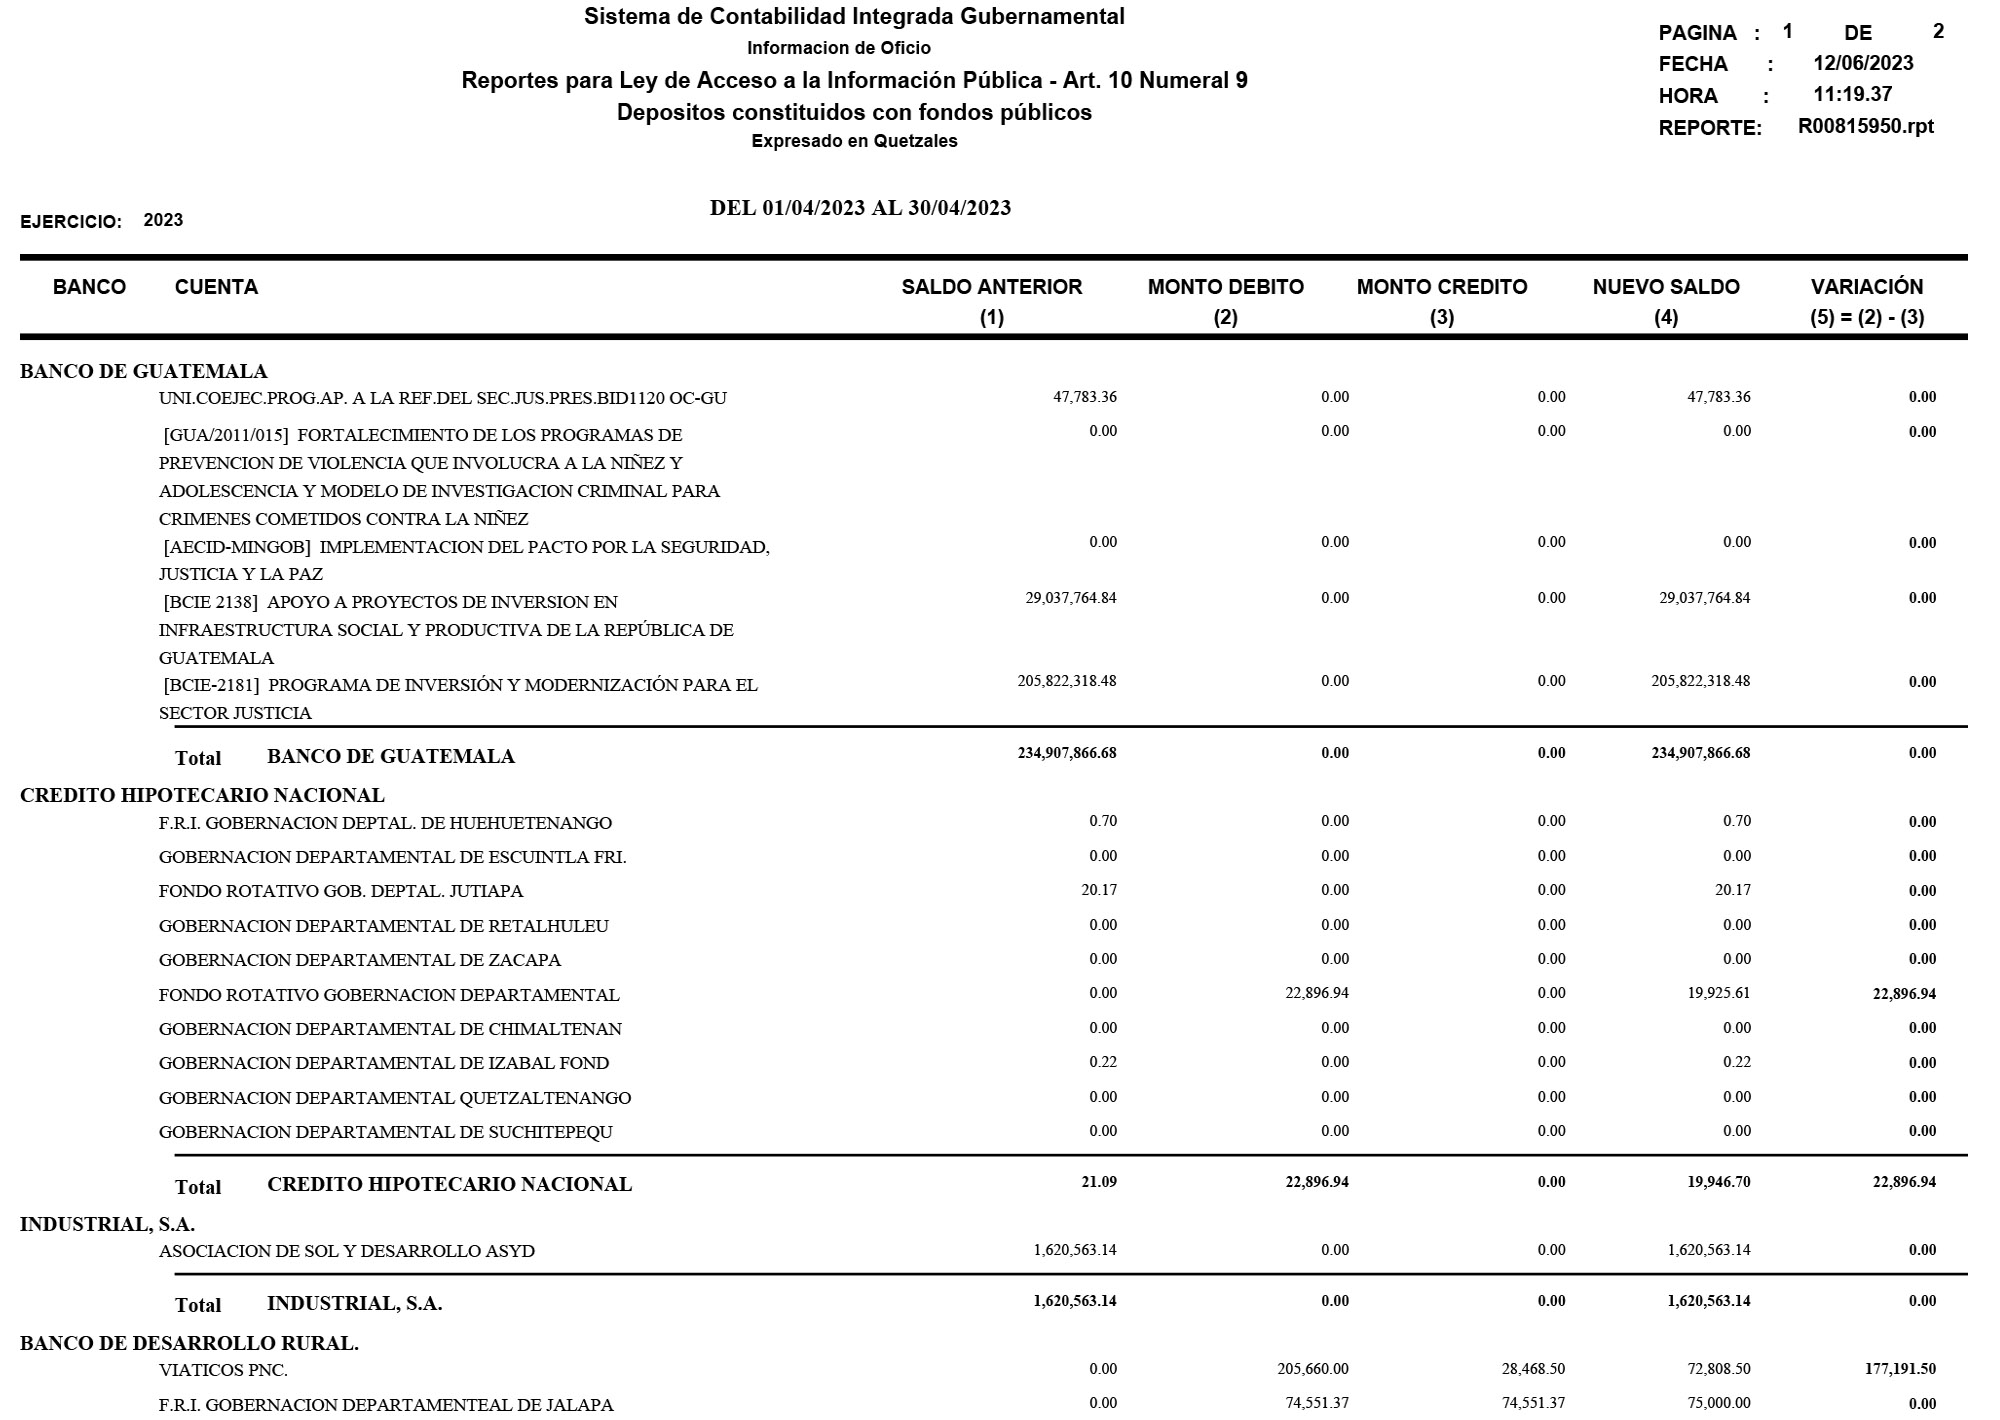 Sistema de Contabilidad Integrada Gubernamental
Informacion de Oficio
Reportes para Ley de Acceso a la Información Pública - Art. 10 Numeral 9
Depositos constituidos con fondos públicos
Expresado en Quetzales
PAGINA : 1 DE 2
FECHA : 12/06/2023
HORA : 11:19.37
REPORTE: R00815950.rpt
DEL 01/04/2023 AL 30/04/2023
EJERCICIO: 2023
BANCO CUENTA SALDO ANTERIOR MONTO DEBITO MONTO CREDITO NUEVO SALDO VARIACIÓN
(1) (2) (3) (4) (5) = (2) - (3)
BANCO DE GUATEMALA
UNI.COEJEC.PROG.AP. A LA REF.DEL SEC.JUS.PRES.BID1120 OC-GU 47,783.36 0.00 0.00 47,783.36 0.00
[GUA/2011/015] FORTALECIMIENTO DE LOS PROGRAMAS DE 0.00 0.00 0.00 0.00 0.00
PREVENCION DE VIOLENCIA QUE INVOLUCRA A LA NIÑEZ Y
ADOLESCENCIA Y MODELO DE INVESTIGACION CRIMINAL PARA
CRIMENES COMETIDOS CONTRA LA NIÑEZ
[AECID-MINGOB] IMPLEMENTACION DEL PACTO POR LA SEGURIDAD, 0.00 0.00 0.00 0.00 0.00
JUSTICIA Y LA PAZ
[BCIE 2138] APOYO A PROYECTOS DE INVERSION EN 29,037,764.84 0.00 0.00 29,037,764.84 0.00
INFRAESTRUCTURA SOCIAL Y PRODUCTIVA DE LA REPÚBLICA DE
GUATEMALA
[BCIE-2181] PROGRAMA DE INVERSIÓN Y MODERNIZACIÓN PARA EL 205,822,318.48 0.00 0.00 205,822,318.48 0.00
SECTOR JUSTICIA
Total BANCO DE GUATEMALA 234,907,866.68 0.00 0.00 234,907,866.68 0.00
CREDITO HIPOTECARIO NACIONAL
F.R.I. GOBERNACION DEPTAL. DE HUEHUETENANGO 0.70 0.00 0.00 0.70 0.00
GOBERNACION DEPARTAMENTAL DE ESCUINTLA FRI. 0.00 0.00 0.00 0.00 0.00
FONDO ROTATIVO GOB. DEPTAL. JUTIAPA 20.17 0.00 0.00 20.17 0.00
GOBERNACION DEPARTAMENTAL DE RETALHULEU 0.00 0.00 0.00 0.00 0.00
GOBERNACION DEPARTAMENTAL DE ZACAPA 0.00 0.00 0.00 0.00 0.00
FONDO ROTATIVO GOBERNACION DEPARTAMENTAL 0.00 22,896.94 0.00 19,925.61 22,896.94
GOBERNACION DEPARTAMENTAL DE CHIMALTENAN 0.00 0.00 0.00 0.00 0.00
GOBERNACION DEPARTAMENTAL DE IZABAL FOND 0.22 0.00 0.00 0.22 0.00
GOBERNACION DEPARTAMENTAL QUETZALTENANGO 0.00 0.00 0.00 0.00 0.00
GOBERNACION DEPARTAMENTAL DE SUCHITEPEQU 0.00 0.00 0.00 0.00 0.00
Total CREDITO HIPOTECARIO NACIONAL 21.09 22,896.94 0.00 19,946.70 22,896.94
INDUSTRIAL, S.A.
ASOCIACION DE SOL Y DESARROLLO ASYD 1,620,563.14 0.00 0.00 1,620,563.14 0.00
Total INDUSTRIAL, S.A. 1,620,563.14 0.00 0.00 1,620,563.14 0.00
BANCO DE DESARROLLO RURAL.
VIATICOS PNC. 0.00 205,660.00 28,468.50 72,808.50 177,191.50
F.R.I. GOBERNACION DEPARTAMENTEAL DE JALAPA 0.00 74,551.37 74,551.37 75,000.00 0.00